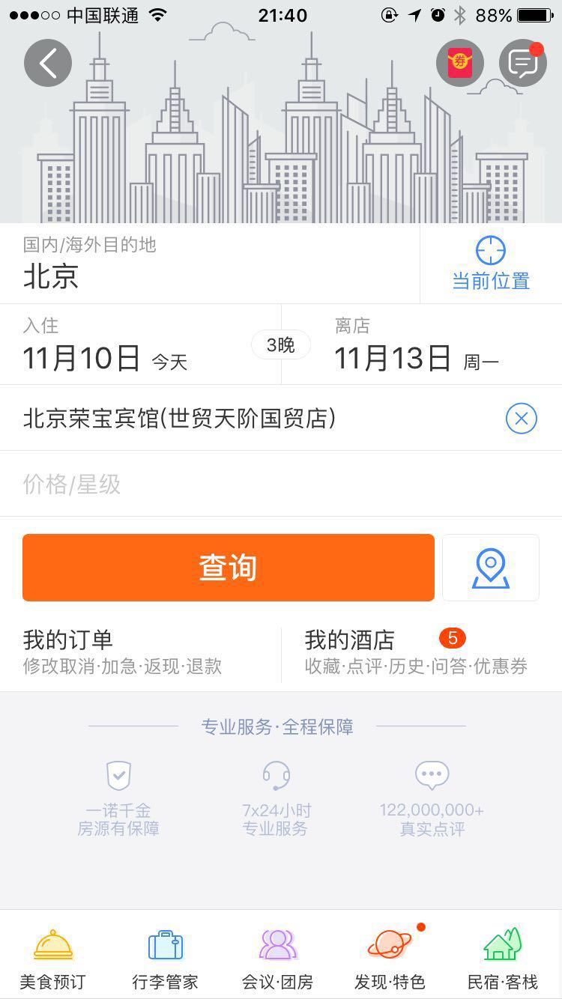 中国联通 21:40 88%
券
国内/海外目的地
北京
当前位置
入住
11月10日 今天
3晚
离店
11月13日 周一
北京荣宝宾馆(世贸天阶国贸店)
价格/星级
查询
我的订单
修改取消·加急·返现·退款
我的酒店 5
收藏·点评·历史·问答·优惠券
专业服务·全程保障
一诺千金
房源有保障
7x24小时
专业服务
122,000,000+
真实点评
美食预订
行李管家
会议·团房
发现·特色
民宿·客栈